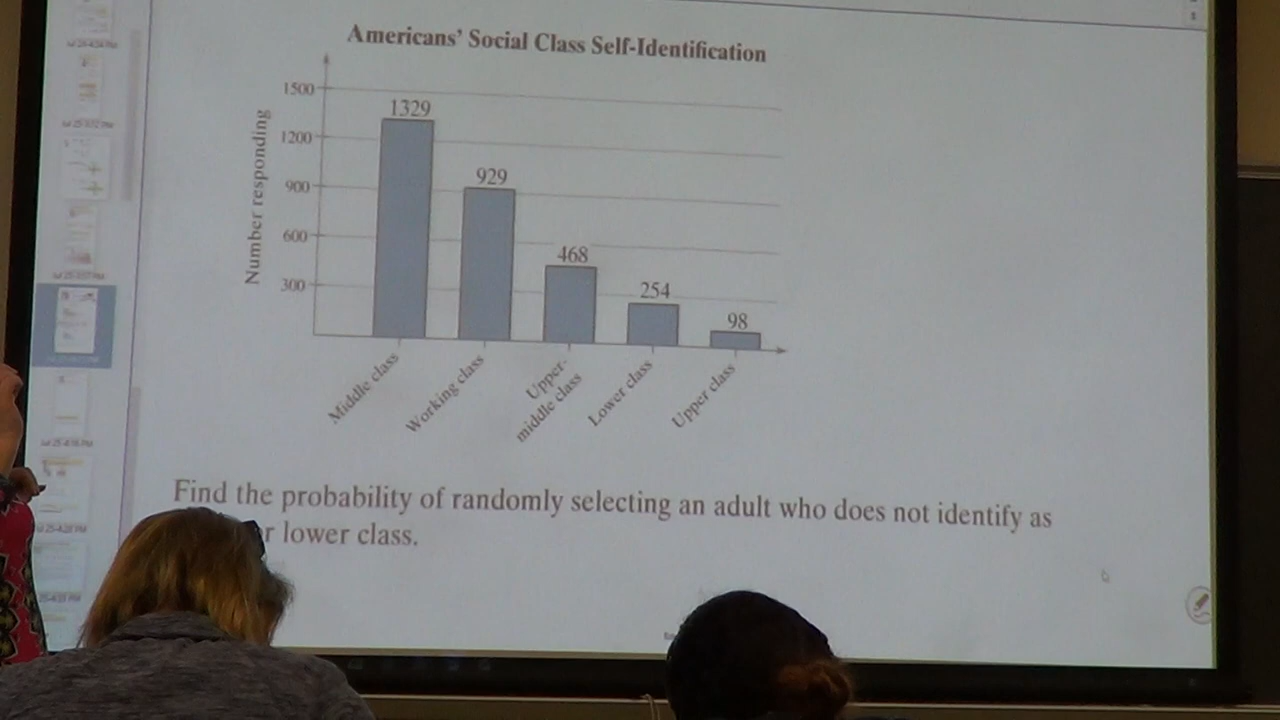 Americans' Social Class Self-Identification
Number responding
1500
1200
900
600
300
1329
929
468
254
98
Middle class
Working class
Upper-
middle class
Lower class
Upper class
Find the probability of randomly selecting an adult who does not identify as
lower class.